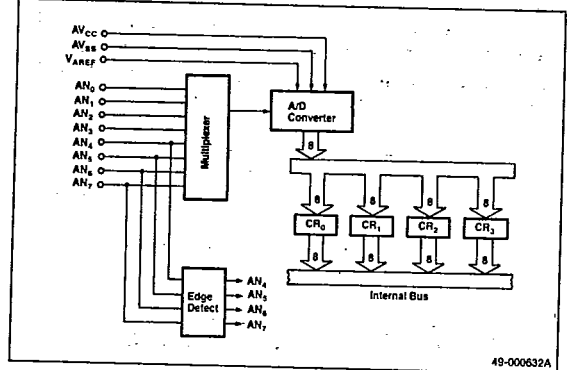 AVCC
AVSS
VAREF
AN0
AN1
AN2
AN3
AN4
AN5
AN6
AN7
Multiplexer
A/D
Converter
8
8 8 8 8
CR0 CR1 CR2 CR3
8 8 8 8
Internal Bus
Edge
Detect
AN4
AN5
AN6
AN7
49-000632A